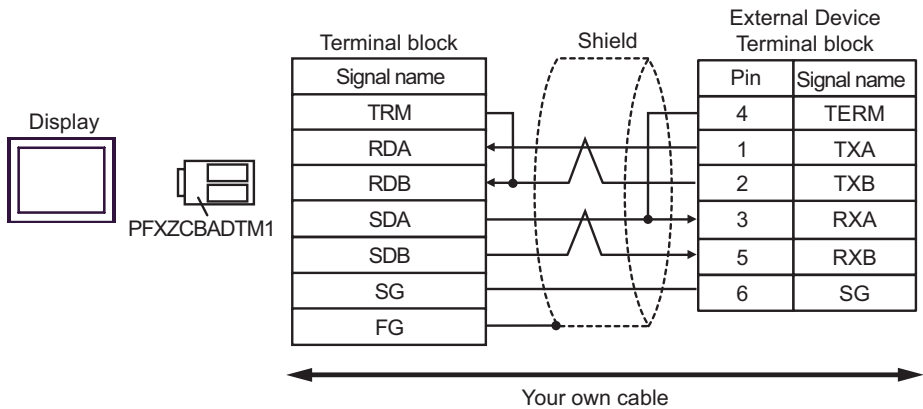 External Device
Terminal block
Shield
Terminal block
Signal name
Pin
Signal name
TRM
4
TERM
Display
RDA
1
TXA
RDB
2
TXB
PFXZCBADTM1
SDA
3
RXA
SDB
5
RXB
SG
6
SG
FG
Your own cable